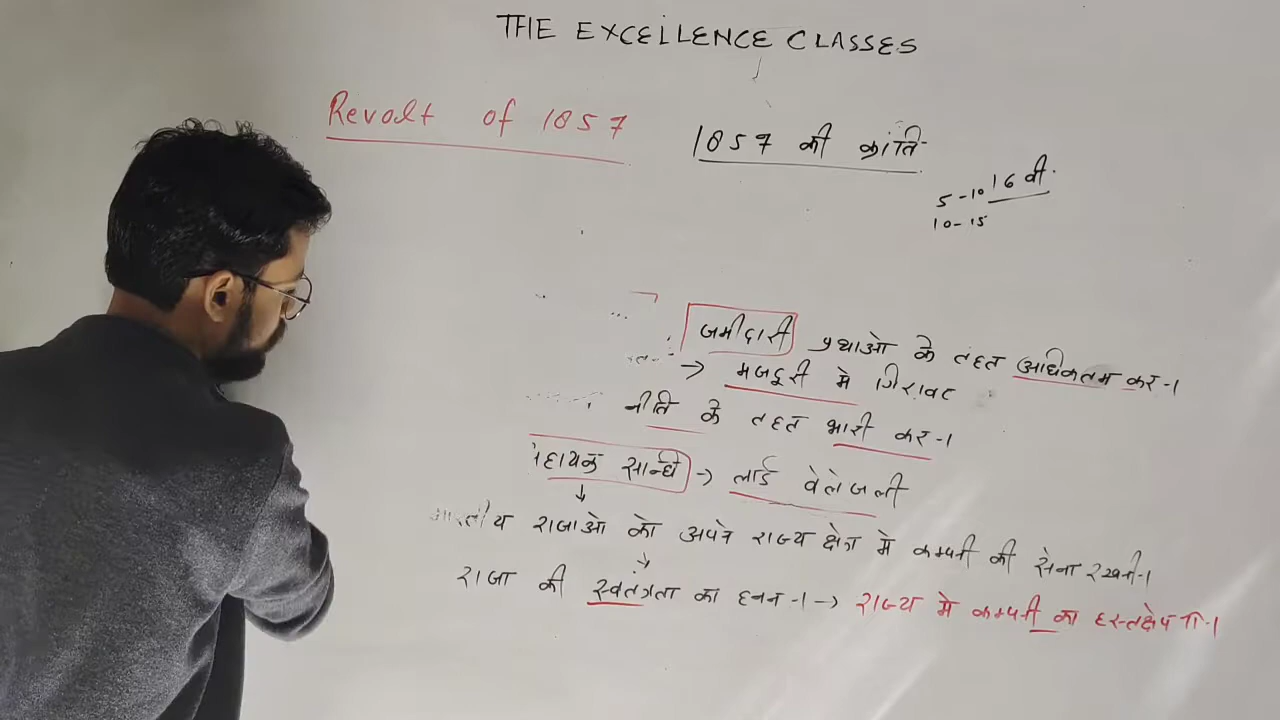 THE EXCELLENCE CLASSES
Revolt of 1857
1857 की क्रांति
16 वी.
5-10
10-15
जमीदारी प्रथाओ के तहत अधिकतम कर-।
→ मजदूरी मे गिरावट
नीति के तहत भारी कर-।
सहायक सन्धि → लार्ड वेलेजली
भारतीय राजाओ को अपने राज्य क्षेत्र मे कम्पनी की सेना रखनी-।
राजा की स्वतंत्रता का हनन-। → राज्य मे कम्पनी का हस्तक्षेप